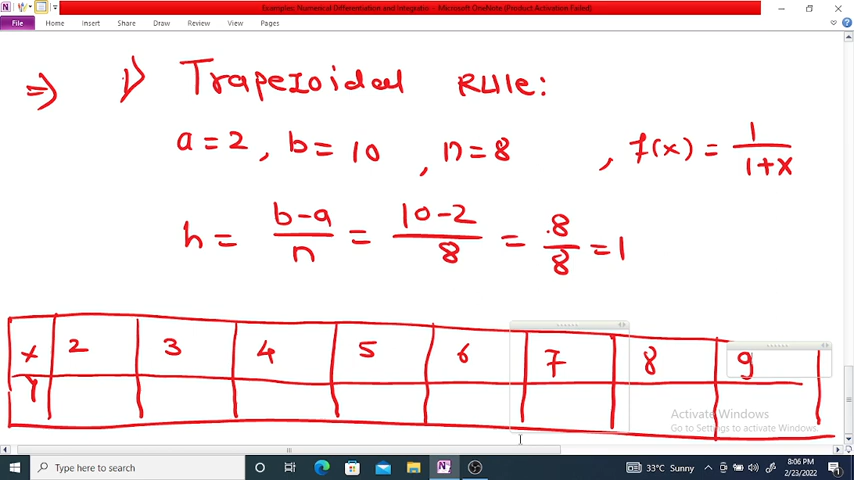 Examples: Numerical Differentiation and Integratin - Microsoft OneNote (Product Activation Failed)
File Home Insert Share Draw Review View Pages
⇒ 1) Trapezoidal Rule:
a = 2 , b = 10 , n = 8 , f(x) = 1/(1+x)
h = (b-a)/n = (10-2)/8 = 8/8 = 1
x 2 3 4 5 6 7 8 9
Y
Activate Windows
Go to Settings to activate Windows.
Type here to search
33°C Sunny
8:06 PM
2/23/2022